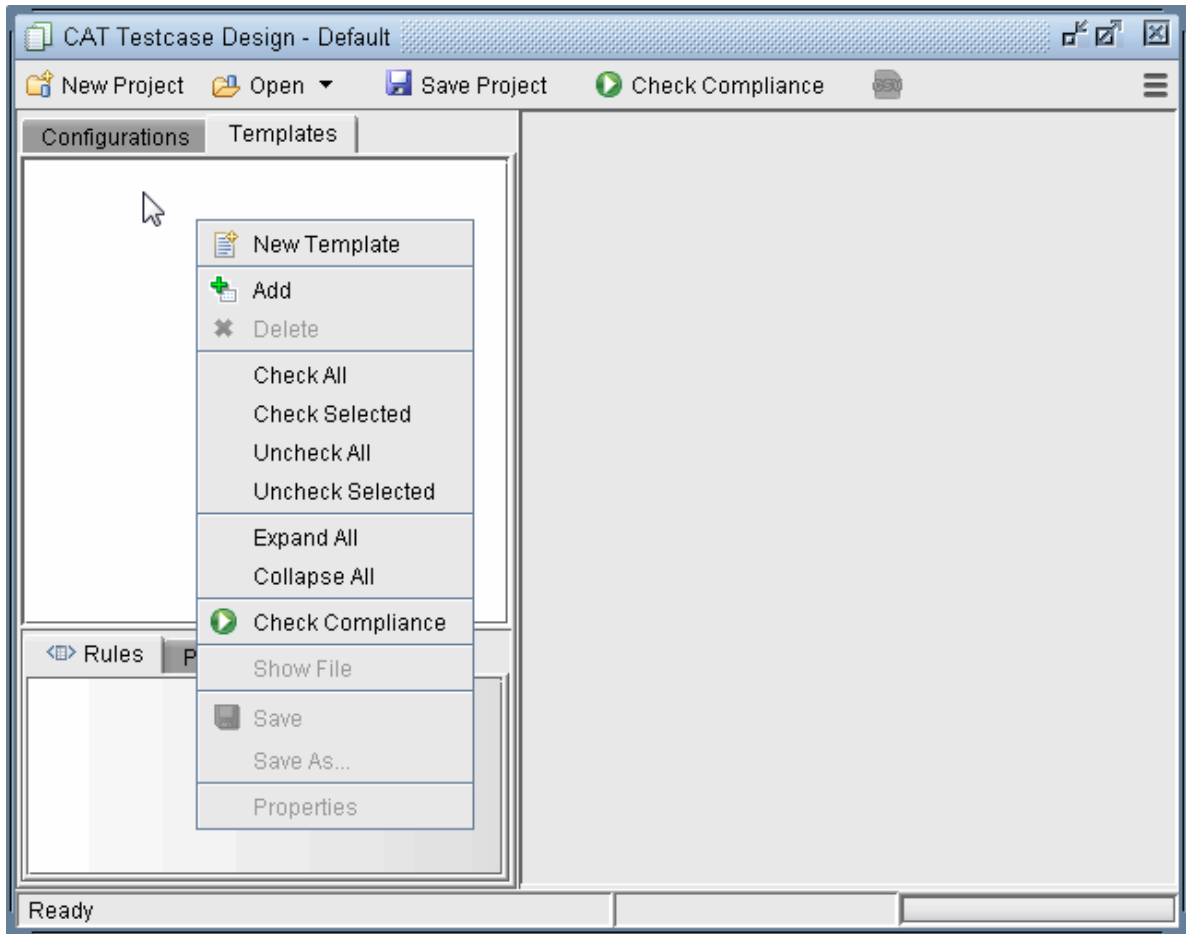 CAT Testcase Design - Default
New Project Open Save Project Check Compliance
Configurations Templates
New Template
Add
Delete
Check All
Check Selected
Uncheck All
Uncheck Selected
Expand All
Collapse All
Check Compliance
Rules P
Show File
Save
Save As...
Properties
Ready